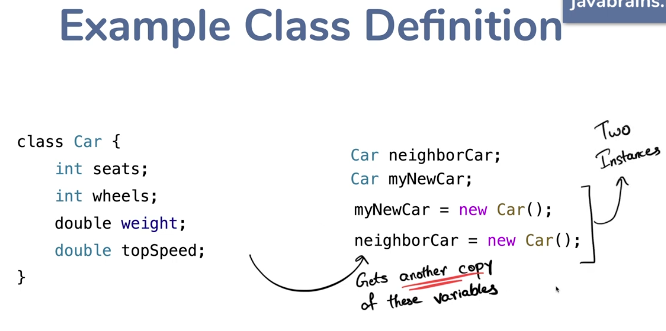 javabrains.
Example Class Definition
class Car {
int seats;
int wheels;
double weight;
double topSpeed;
}
Car neighborCar;
Car myNewCar;
myNewCar = new Car();
neighborCar = new Car();
Two
Instances
Gets another copy
of these variables